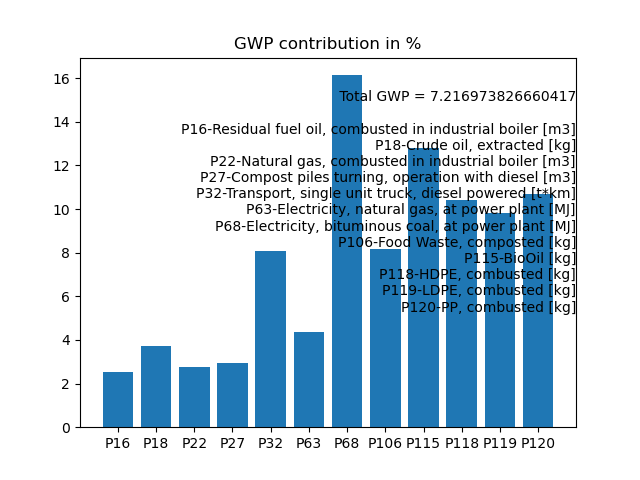 GWP contribution in %
16
14
12
10
8
6
4
2
0
Total GWP = 7.216973826660417
P16-Residual fuel oil, combusted in industrial boiler [m3]
P18-Crude oil, extracted [kg]
P22-Natural gas, combusted in industrial boiler [m3]
P27-Compost piles turning, operation with diesel [m3]
P32-Transport, single unit truck, diesel powered [t*km]
P63-Electricity, natural gas, at power plant [MJ]
P68-Electricity, bituminous coal, at power plant [MJ]
P106-Food Waste, composted [kg]
P115-BioOil [kg]
P118-HDPE, combusted [kg]
P119-LDPE, combusted [kg]
P120-PP, combusted [kg]
P16 P18 P22 P27 P32 P63 P68 P106 P115 P118 P119 P120